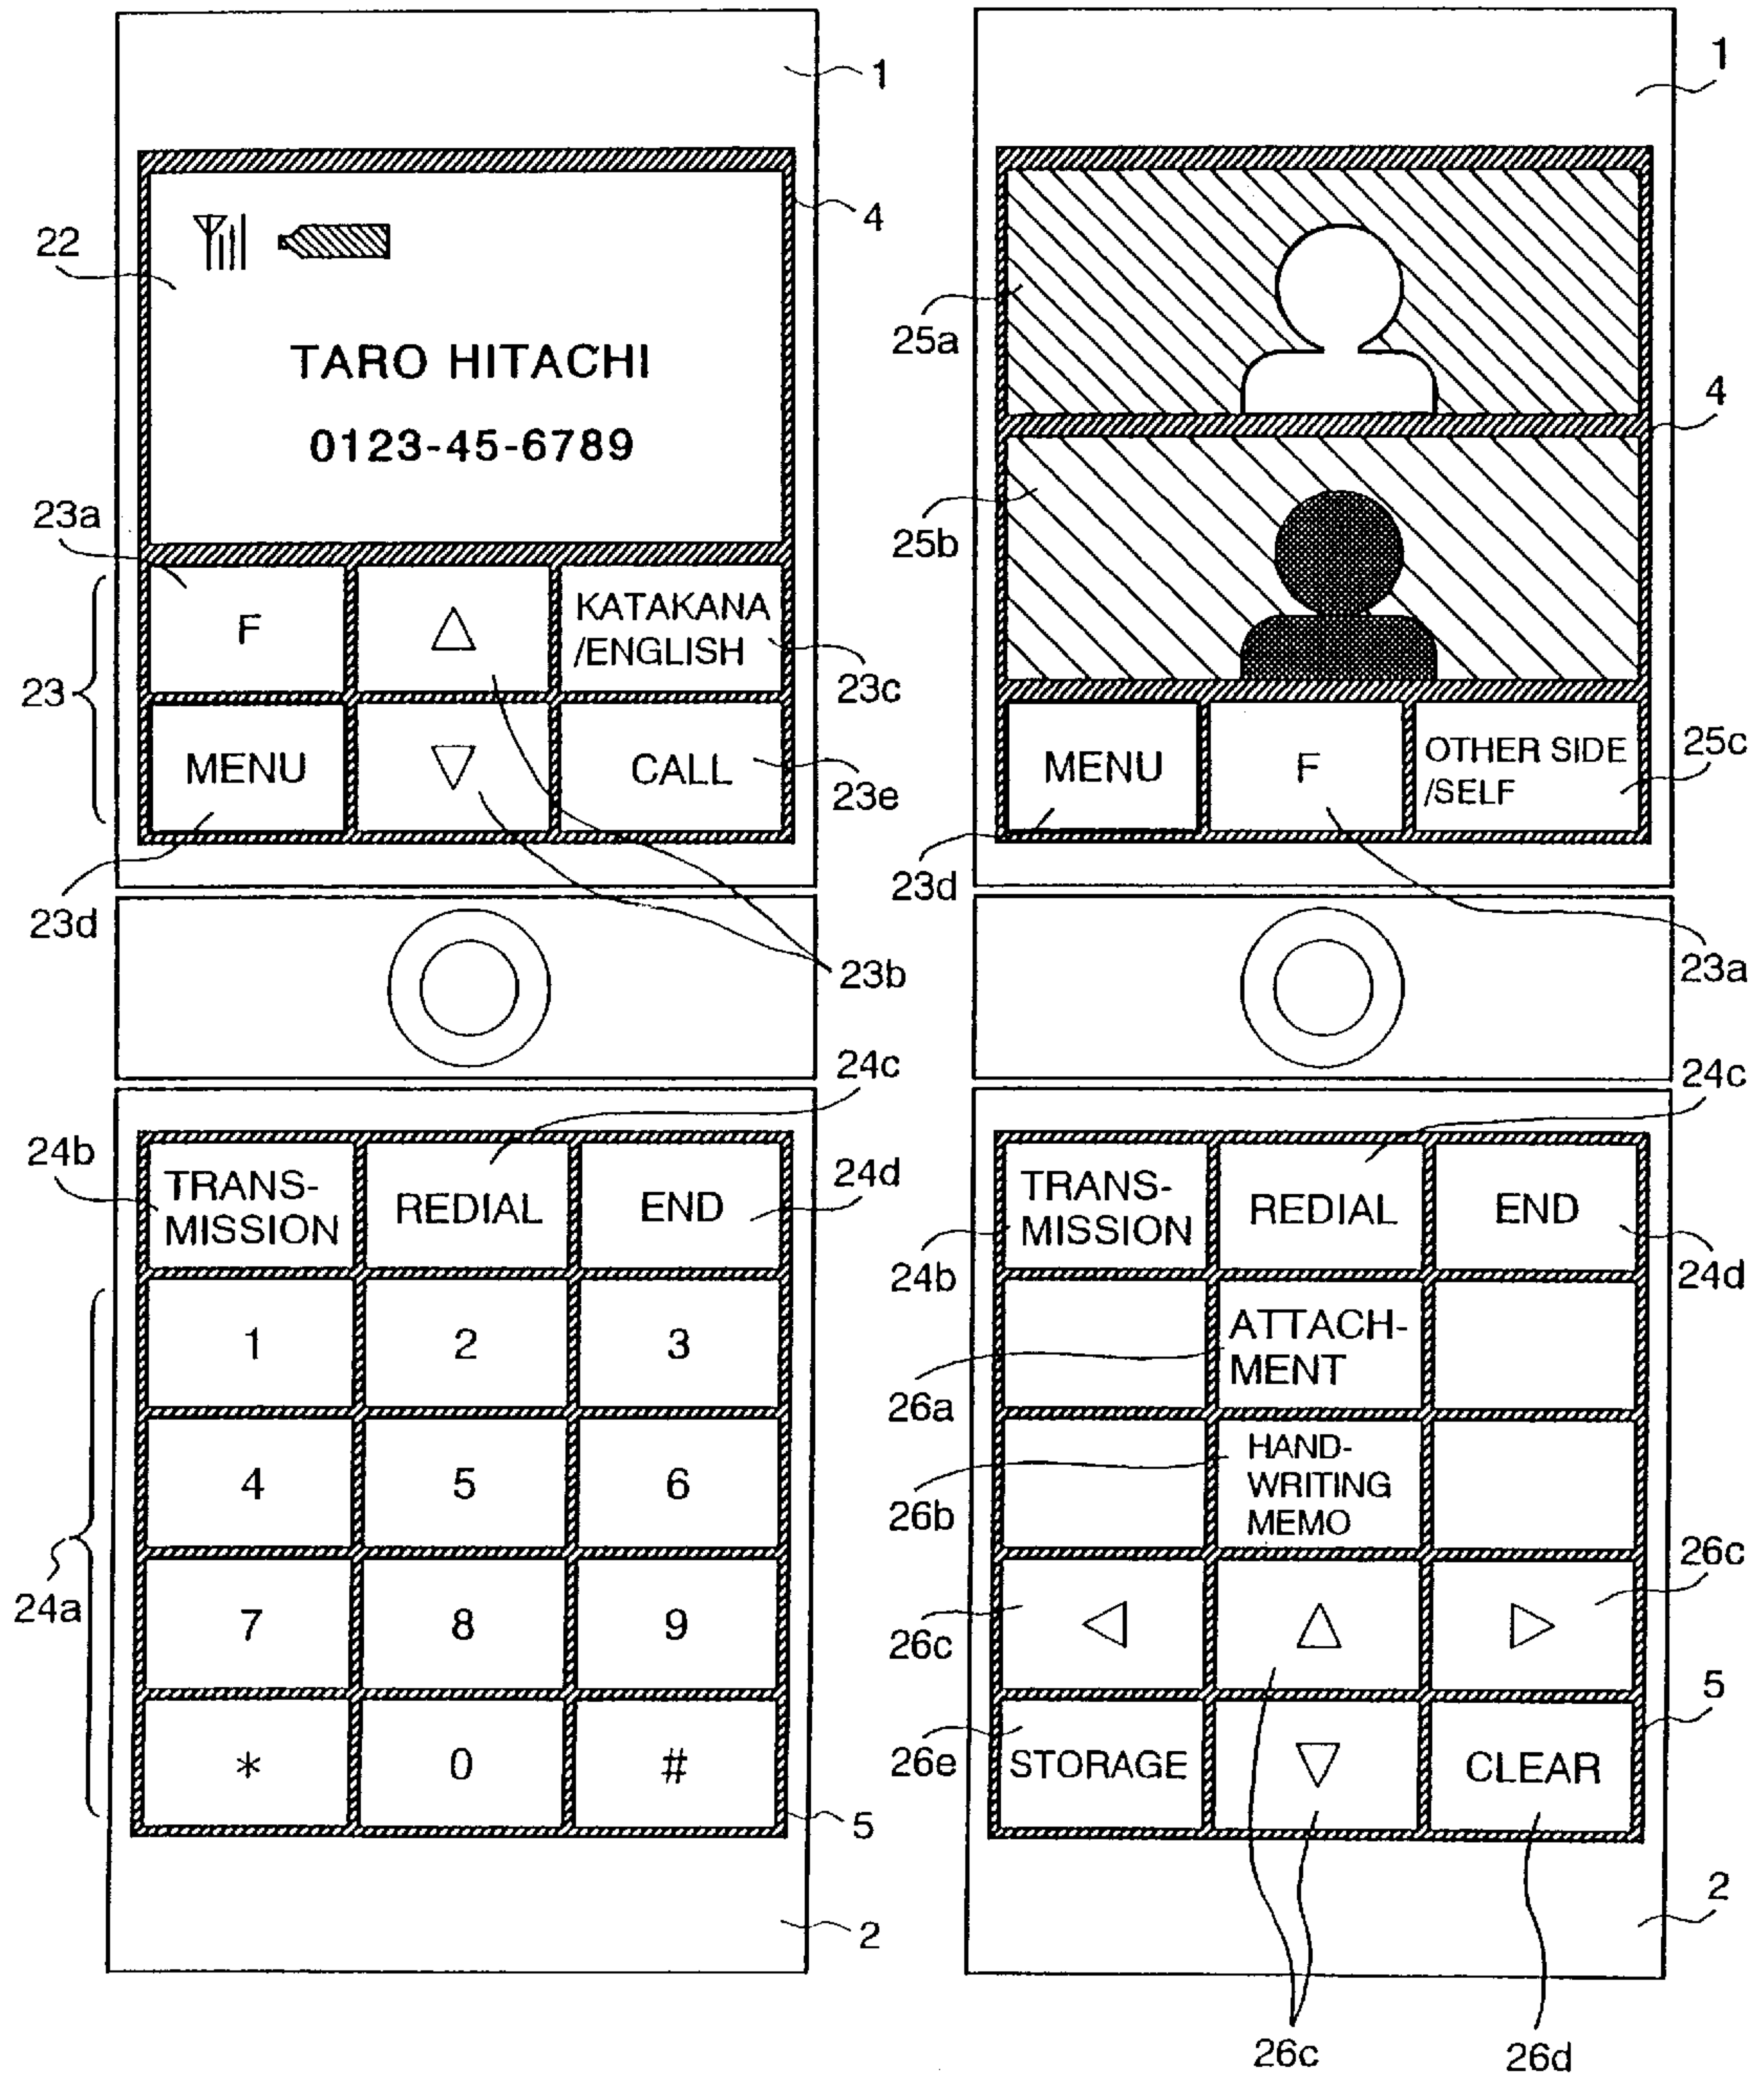 1
4
22
TARO HITACHI
0123-45-6789
23a
23
F
△
KATAKANA
/ENGLISH
23c
MENU
▽
CALL
23e
23d
23b
24c
24b
TRANS-
MISSION
REDIAL
END
24d
24a
1
2
3
4
5
6
7
8
9
*
0
#
5
2
1
25a
4
25b
MENU
F
OTHER SIDE
/SELF
25c
23d
23a
24c
TRANS-
MISSION
REDIAL
END
24b
24d
ATTACH-
MENT
26a
HAND-
WRITING
MEMO
26b
26c
26c
◁
△
▷
5
26e
STORAGE
▽
CLEAR
2
26c
26d